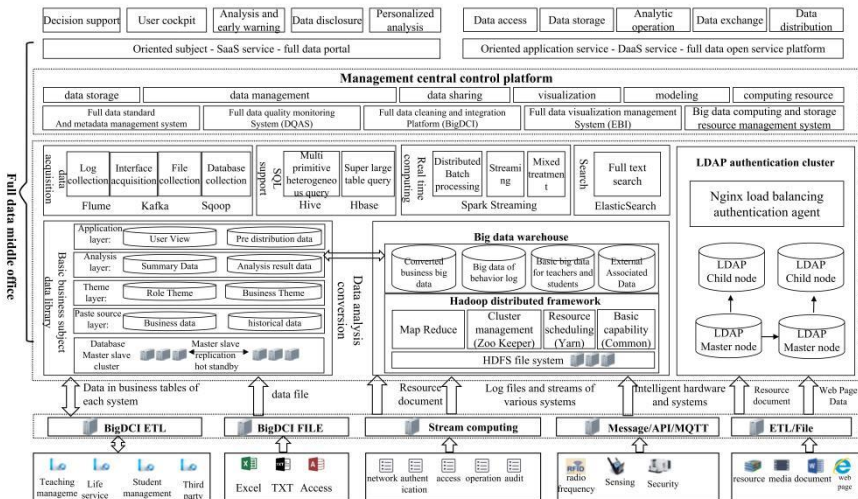 Decision support
User cockpit
Analysis and
early warning
Data disclosure
Personalized
analysis
Data access
Data storage
Analytic
operation
Data exchange
Data
distribution
Oriented subject - SaaS service - full data portal
Oriented application service - DaaS service - full data open service platform
Full data middle office
Management central control platform
data storage
data management
data sharing
visualization
modeling
computing resource
Full data standard
And metadata management system
Full data quality monitoring
System (DQAS)
Full data cleaning and integration
Platform (BigDCI)
Full data visualization management
System (EBI)
Big data computing and storage
resource management system
data
acquisition
Log
collection
Interface
acquisition
File
collection
Database
collection
Flume
Kafka
Sqoop
SQL
support
Multi
primitive
heterogeneo
us query
Super large
table query
Hive
Hbase
Real time
computing
Distributed
Batch
processing
Streami
ng
Mixed
treatmen
t
Spark Streaming
Search
Full text
search
ElasticSearch
LDAP authentication cluster
Nginx load balancing
authentication agent
LDAP
Child node
LDAP
Child node
LDAP
Master node
LDAP
Master node
Basic business subject
data library
Application
layer:
User View
Pre distribution data
Analysis
layer:
Summary Data
Analysis result data
Theme
layer:
Role Theme
Business Theme
Paste source
layer:
Business data
historical data
Database
Master slave
cluster
Master slave
replication
hot standby
Data analysis
conversion
Big data warehouse
Converted
business big
data
Big data of
behavior log
Basic big data
for teachers and
students
External
Associated
Data
Hadoop distributed framework
Map Reduce
Cluster
management
(Zoo Keeper)
Resource
scheduling
(Yarn)
Basic
capability
(Common)
HDFS file system
Data in business tables of
each system
data file
Resource
document
Log files and streams of
various systems
Intelligent hardware
and systems
Resource
document
Web Page
Data
BigDCI ETL
BigDCI FILE
Stream computing
Message/API/MQTT
ETL/File
Teaching
manageme
Life
service
Student
management
Third
party
Excel
TXT
Access
network
authent
ication
access
operation
audit
RFID
radio
frequency
Sensing
Security
resource
media
document
web
page